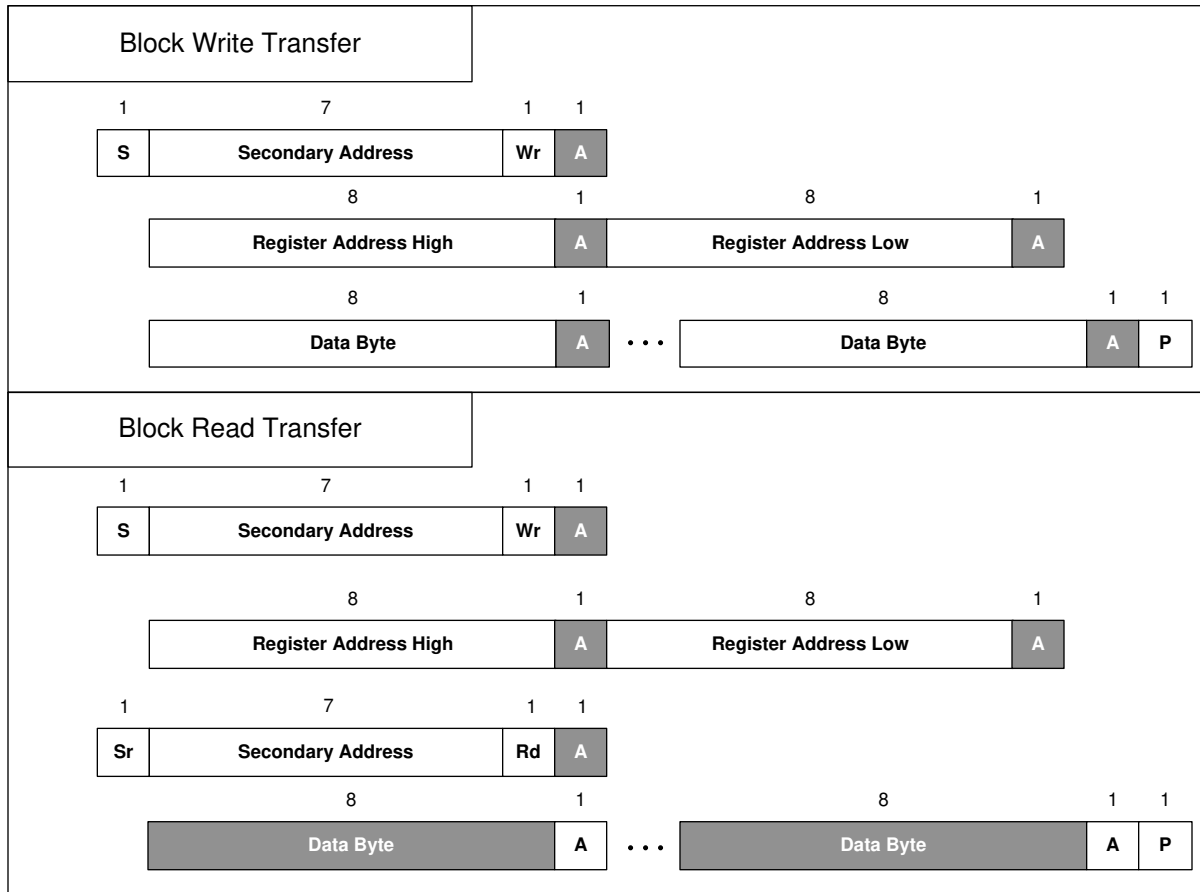 Block Write Transfer
1 7 1 1
S Secondary Address Wr A
8 1 8 1
Register Address High A Register Address Low A
8 1 8 1 1
Data Byte A • • • Data Byte A P
Block Read Transfer
1 7 1 1
S Secondary Address Wr A
8 1 8 1
Register Address High A Register Address Low A
1 7 1 1
Sr Secondary Address Rd A
8 1 8 1 1
Data Byte A • • • Data Byte A P